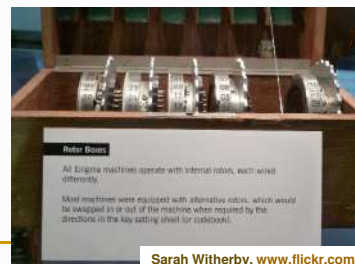 Rotor Boxes
All Enigma machines operate with internal rotors, each wired
differently.
Most machines were equipped with alternative rotors, which would
be swapped in or out of the machine when required by the
directions in the key setting sheet (or codebook).
Sarah Witherby, www.flickr.com